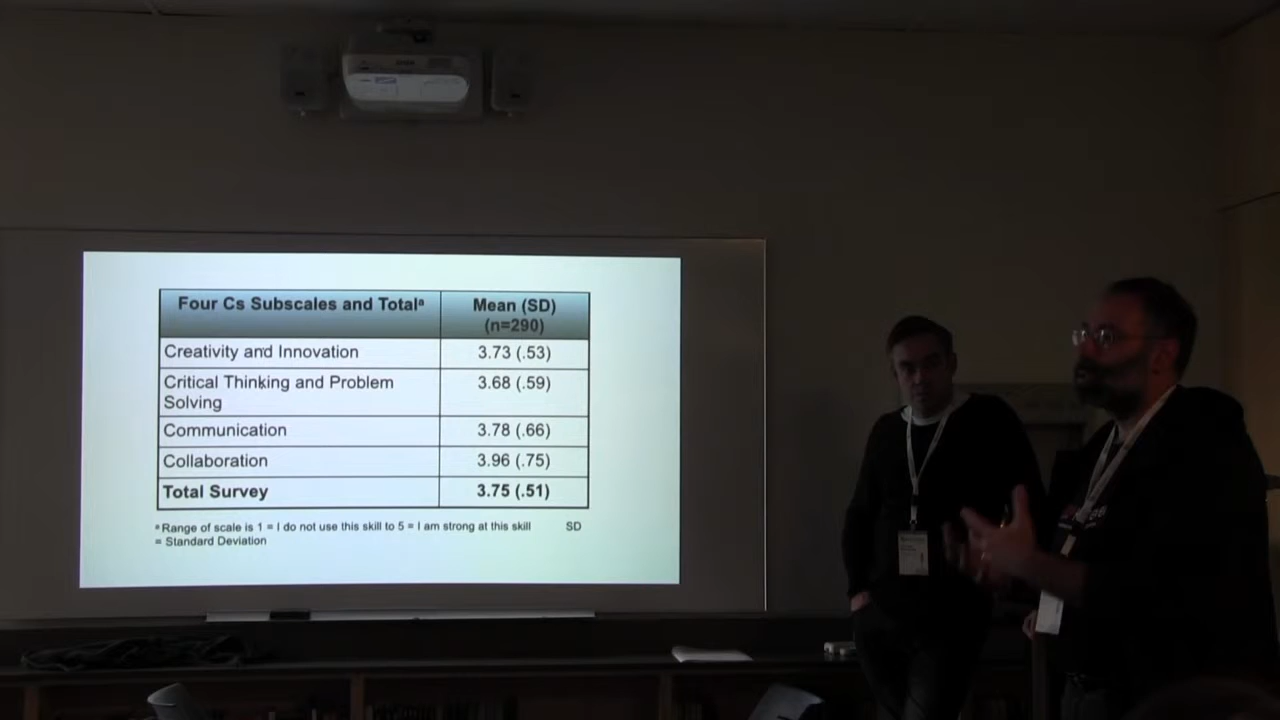 Four Cs Subscales and Totalª
Mean (SD)
(n=290)
Creativity and Innovation
3.73 (.53)
Critical Thinking and Problem
Solving
3.68 (.59)
Communication
3.78 (.66)
Collaboration
3.96 (.75)
Total Survey
3.75 (.51)
ª Range of scale is 1 = I do not use this skill to 5 = I am strong at this skill SD
= Standard Deviation